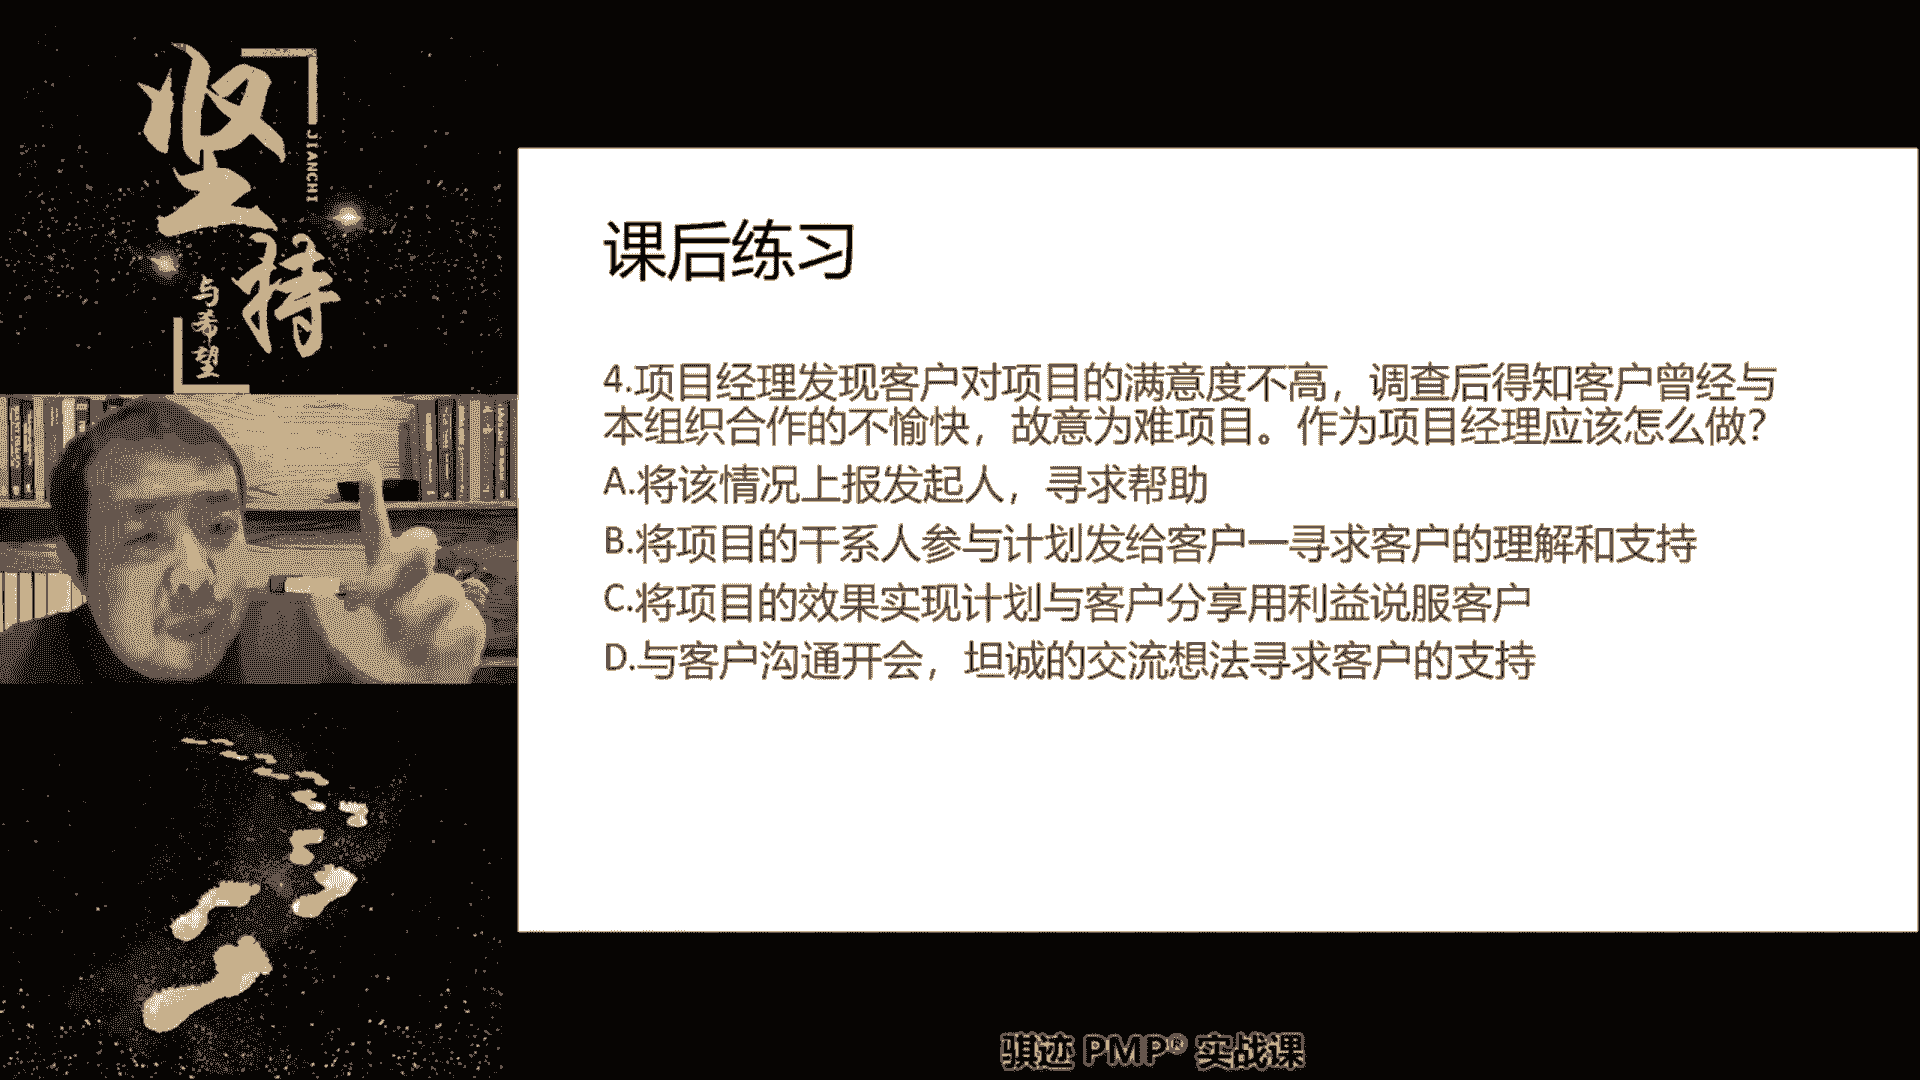 坚持
JIANCHI
与希望
课后练习
4.项目经理发现客户对项目的满意度不高，调查后得知客户曾经与
本组织合作的不愉快，故意为难项目。作为项目经理应该怎么做？
A.将该情况上报发起人，寻求帮助
B.将项目的干系人参与计划发给客户—寻求客户的理解和支持
C.将项目的效果实现计划与客户分享用利益说服客户
D.与客户沟通开会，坦诚的交流想法寻求客户的支持
骐迹 PMP® 实战课